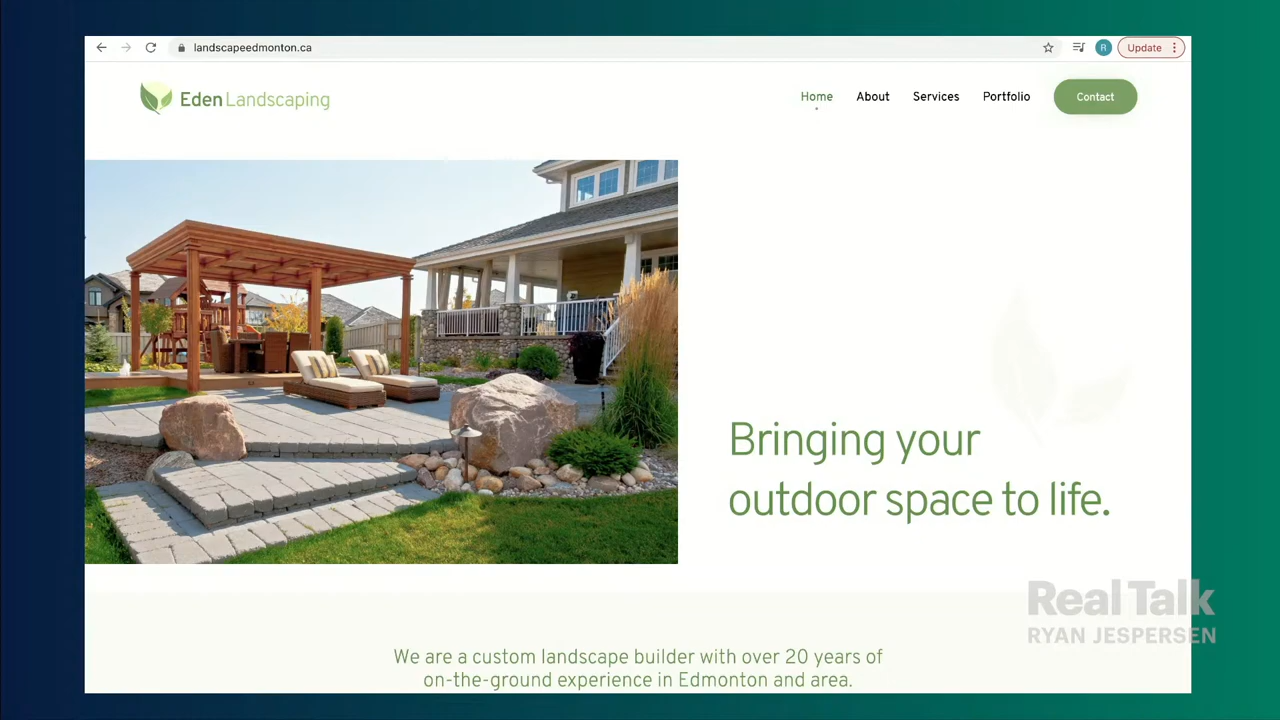 landscapeedmonton.ca
R
Update
Eden Landscaping
Home
About
Services
Portfolio
Contact
Bringing your
outdoor space to life.
Real Talk
RYAN JESPERSEN
We are a custom landscape builder with over 20 years of
on-the-ground experience in Edmonton and area.